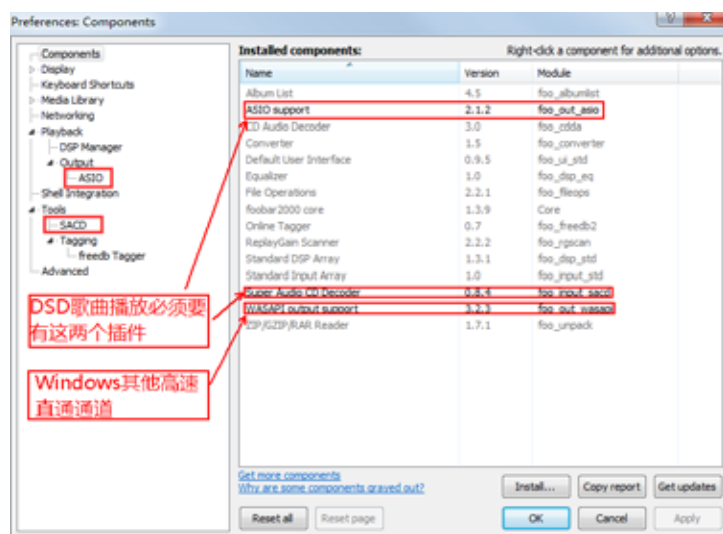 Preferences: Components
Components
Display
Keyboard Shortcuts
Media Library
Networking
Playback
DSP Manager
Output
ASIO
Shell Integration
Tools
SACD
Tagging
freedb Tagger
Advanced
DSD歌曲播放必须要
有这两个插件
Windows其他高速
直通通道
Installed components: Right-click a component for additional options.
Name Version Module
Album List 4.5 foo_albumlist
ASIO support 2.1.2 foo_out_asio
CD Audio Decoder 3.0 foo_cdda
Converter 1.5 foo_converter
Default User Interface 0.9.5 foo_ui_std
Equalizer 1.0 foo_dsp_eq
File Operations 2.2.1 foo_fileops
foobar2000 core 1.3.9 Core
Online Tagger 0.7 foo_freedb2
ReplayGain Scanner 2.2.2 foo_rgscan
Standard DSP Array 1.3.1 foo_dsp_std
Standard Input Array 1.0 foo_input_std
Super Audio CD Decoder 0.8.4 foo_input_sacd
WASAPI output support 3.2.3 foo_out_wasapi
ZIP/GZIP/RAR Reader 1.7.1 foo_unpack
Get more components
Why are some components grayed out?
Install... Copy report Get updates
Reset all Reset page OK Cancel Apply